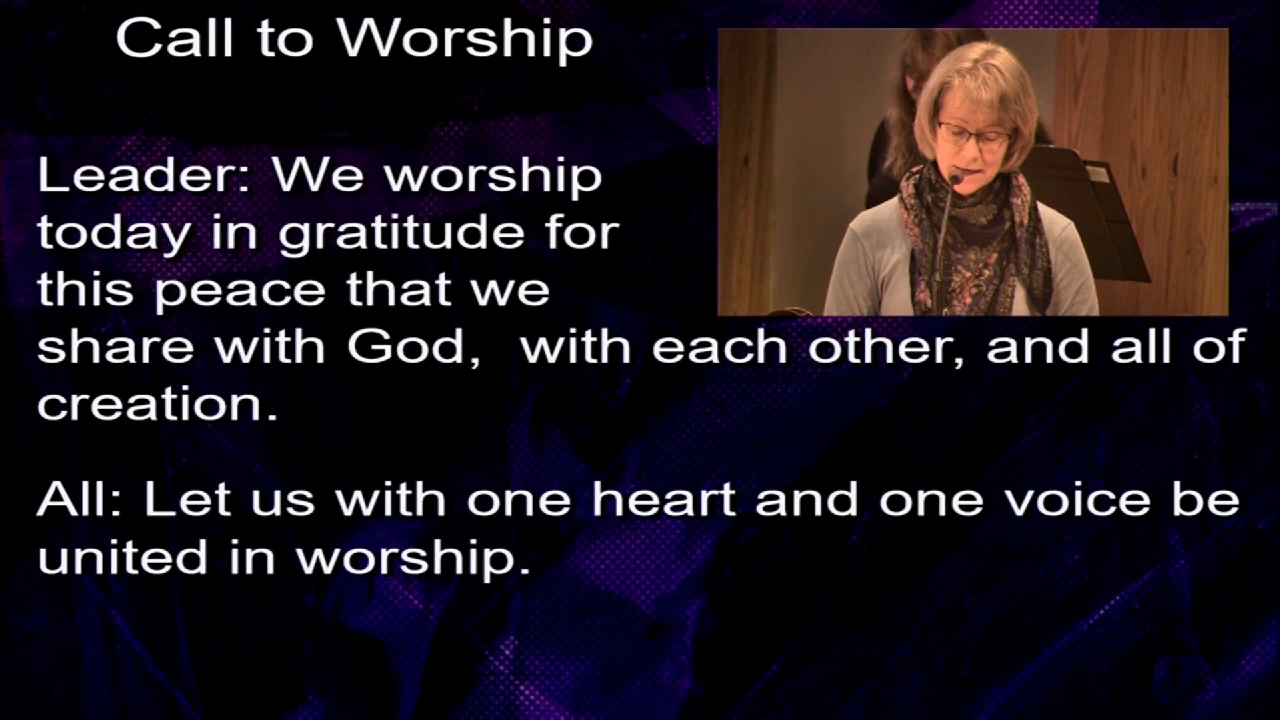 Call to Worship
Leader: We worship
today in gratitude for
this peace that we
share with God,  with each other, and all of
creation.
All: Let us with one heart and one voice be
united in worship.